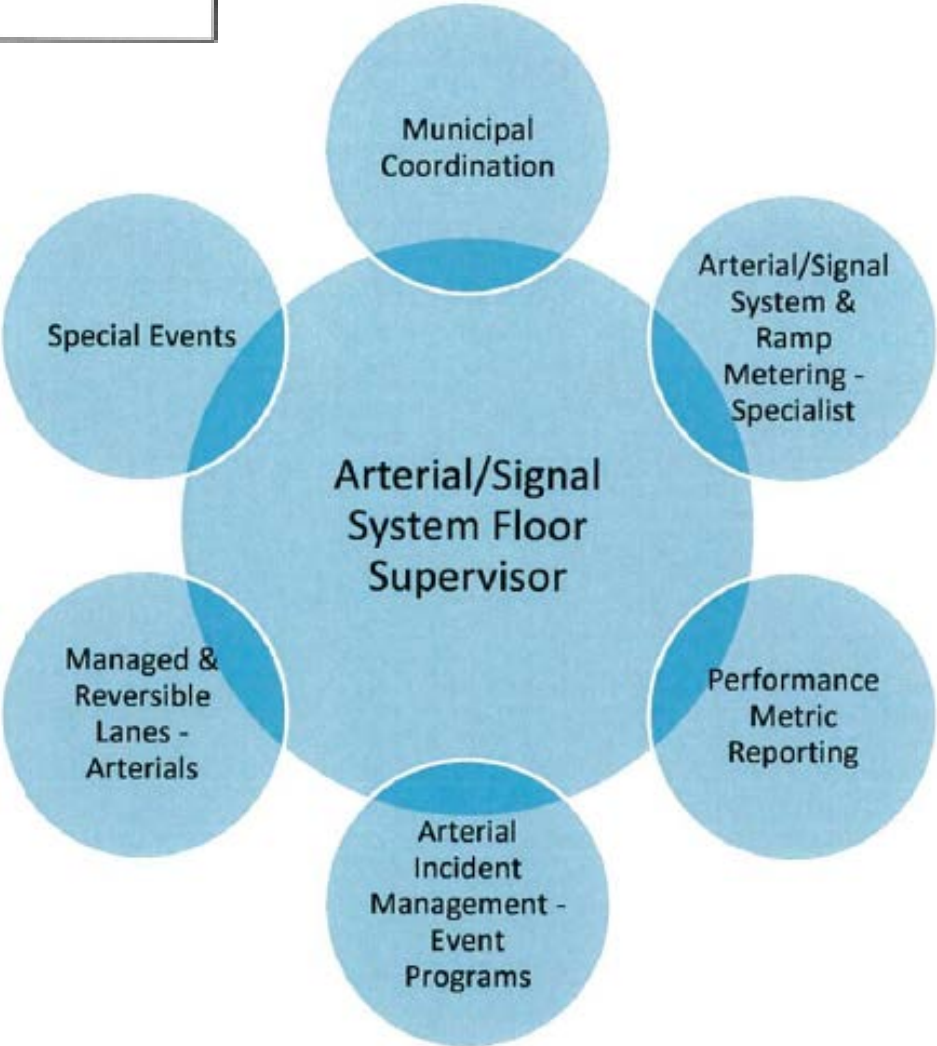 Municipal
Coordination
Arterial/Signal
System &
Ramp
Metering -
Specialist
Special Events
Arterial/Signal
System Floor
Supervisor
Managed &
Reversible
Lanes -
Arterials
Performance
Metric
Reporting
Arterial
Incident
Management -
Event
Programs